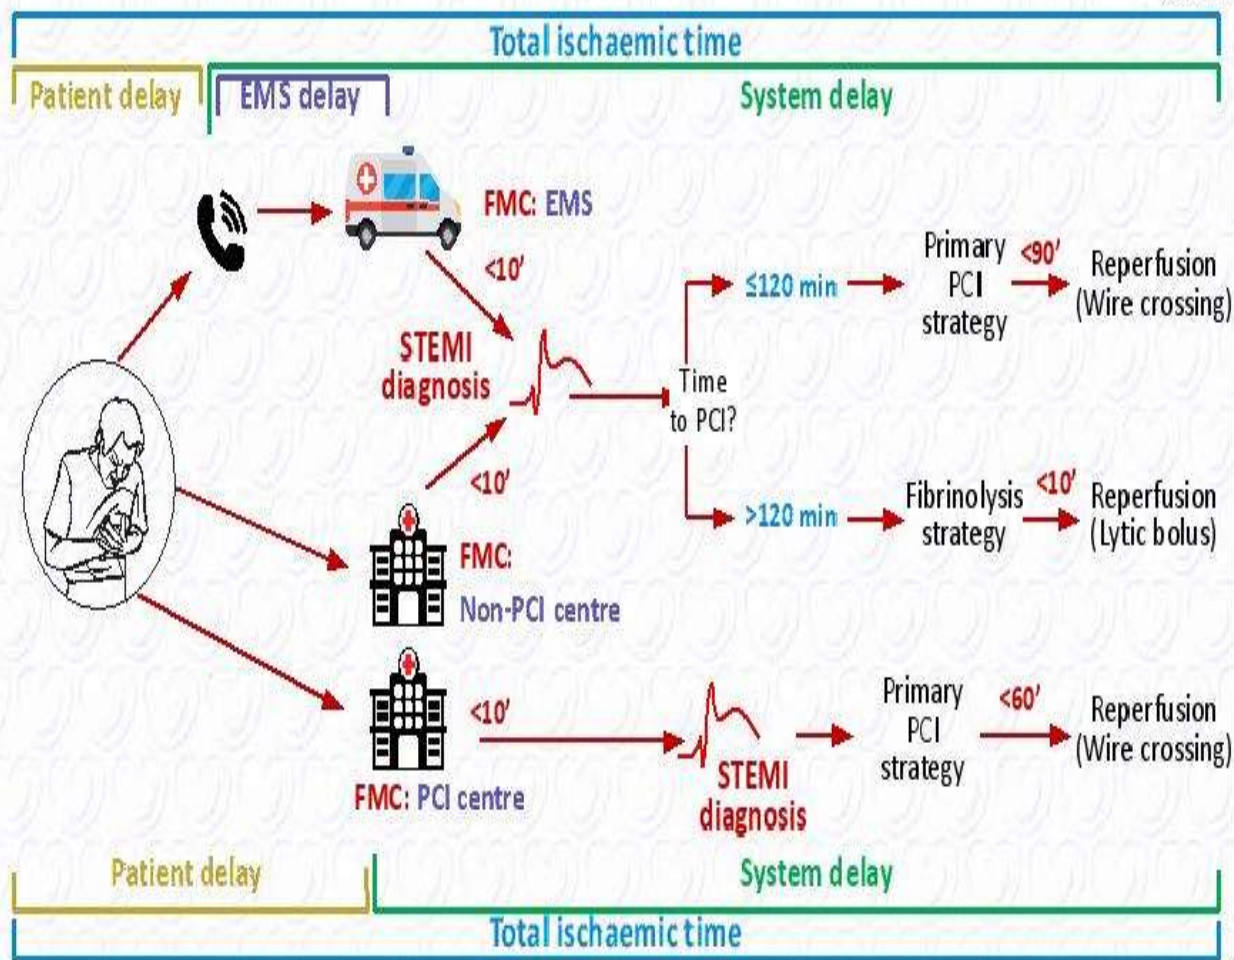 Total ischaemic time
Patient delay
EMS delay
System delay
FMC: EMS
<10'
STEMI
diagnosis
<10'
FMC:
Non-PCI centre
Time
to PCI?
≤120 min
Primary
PCI
strategy
<90'
Reperfusion
(Wire crossing)
>120 min
Fibrinolysis
strategy
<10'
Reperfusion
(Lytic bolus)
FMC: PCI centre
<10'
STEMI
diagnosis
Primary
PCI
strategy
<60'
Reperfusion
(Wire crossing)
Patient delay
System delay
Total ischaemic time